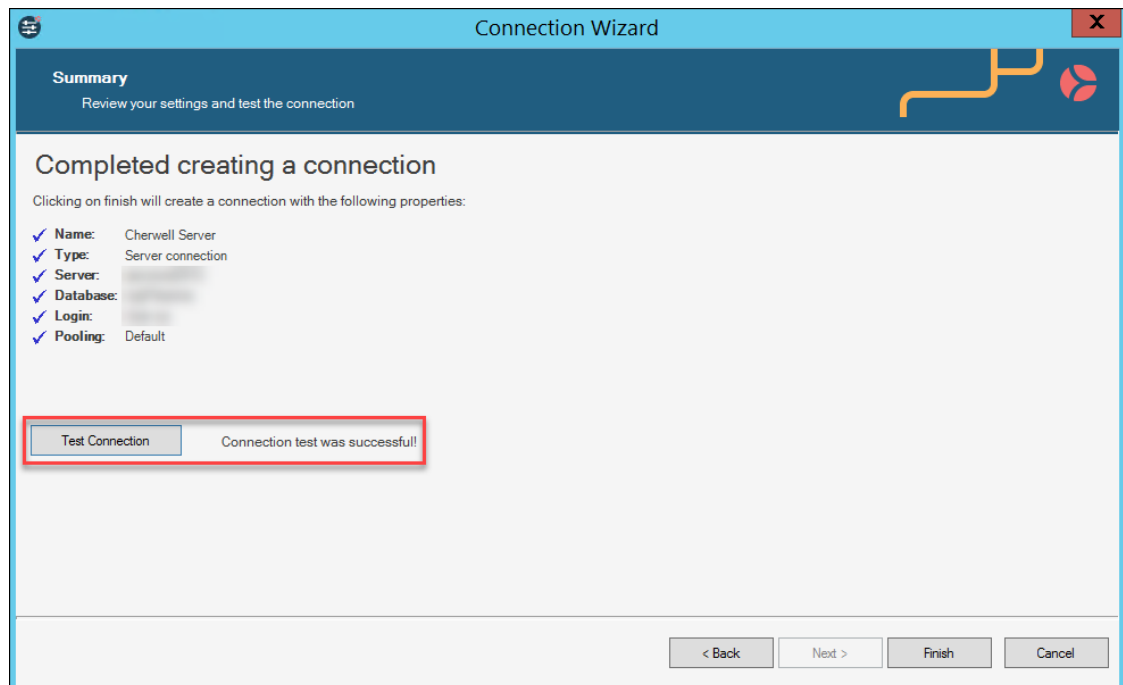 Connection Wizard
X
Summary
Review your settings and test the connection
Completed creating a connection
Clicking on finish will create a connection with the following properties:
Name: Cherwell Server
Type: Server connection
Server:
Database:
Login:
Pooling: Default
Test Connection Connection test was successful!
< Back Next > Finish Cancel